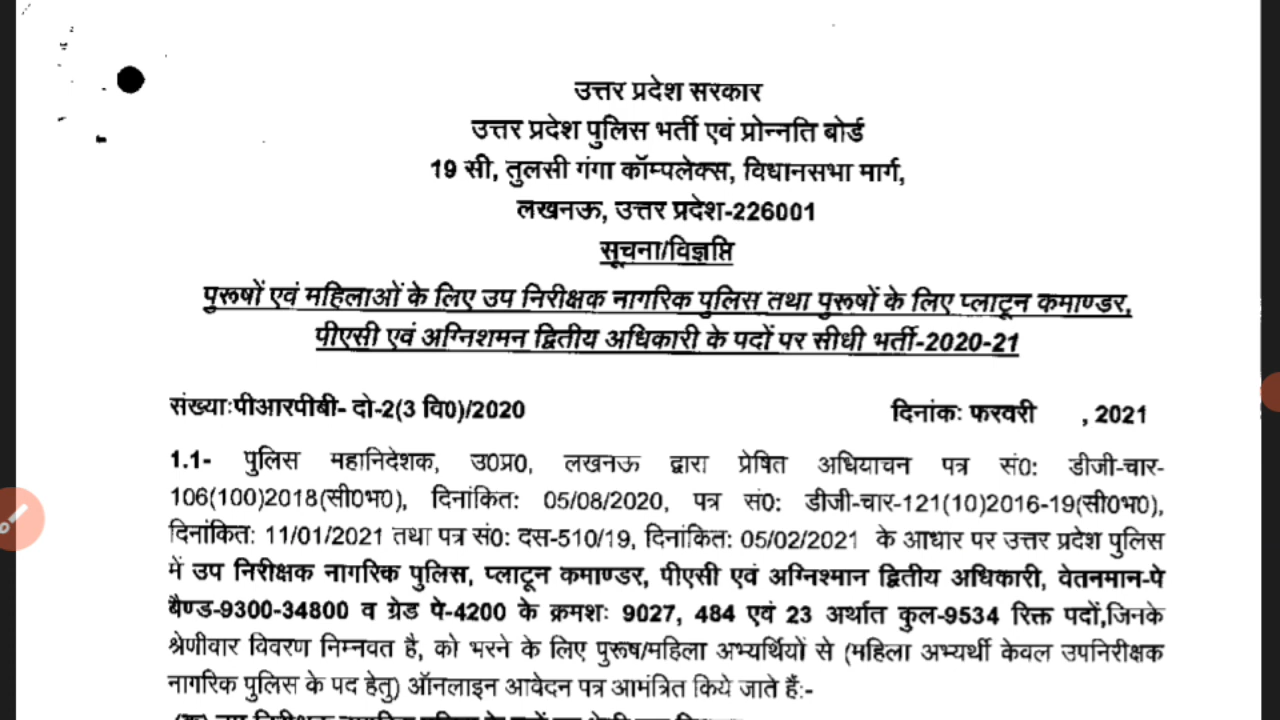 उत्तर प्रदेश सरकार
उत्तर प्रदेश पुलिस भर्ती एवं प्रोन्नति बोर्ड
19 सी, तुलसी गंगा कॉम्पलेक्स, विधानसभा मार्ग,
लखनऊ, उत्तर प्रदेश-226001
सूचना/विज्ञप्ति
पुरूषों एवं महिलाओं के लिए उप निरीक्षक नागरिक पुलिस तथा पुरूषों के लिए प्लाटून कमाण्डर,
पीएसी एवं अग्निशमन द्वितीय अधिकारी के पदों पर सीधी भर्ती-2020-21
संख्याःपीआरपीबी- दो-2(3 वि0)/2020 दिनांकः फरवरी , 2021
1.1- पुलिस महानिदेशक, उ0प्र0, लखनऊ द्वारा प्रेषित अधियाचन पत्र सं0: डीजी-चार-
106(100)2018(सी0भ0), दिनांकित: 05/08/2020, पत्र सं0: डीजी-चार-121(10)2016-19(सी0भ0),
दिनांकित: 11/01/2021 तथा पत्र सं0: दस-510/19, दिनांकित: 05/02/2021 के आधार पर उत्तर प्रदेश पुलिस
में उप निरीक्षक नागरिक पुलिस, प्लाटून कमाण्डर, पीएसी एवं अग्निश्मान द्वितीय अधिकारी, वेतनमान-पे
बैण्ड-9300-34800 व ग्रेड पे-4200 के क्रमशः 9027, 484 एवं 23 अर्थात कुल-9534 रिक्त पदों,जिनके
श्रेणीवार विवरण निम्नवत है, को भरने के लिए पुरूष/महिला अभ्यर्थियों से (महिला अभ्यर्थी केवल उपनिरीक्षक
नागरिक पुलिस के पद हेतु) ऑनलाइन आवेदन पत्र आमंत्रित किये जाते हैं:-